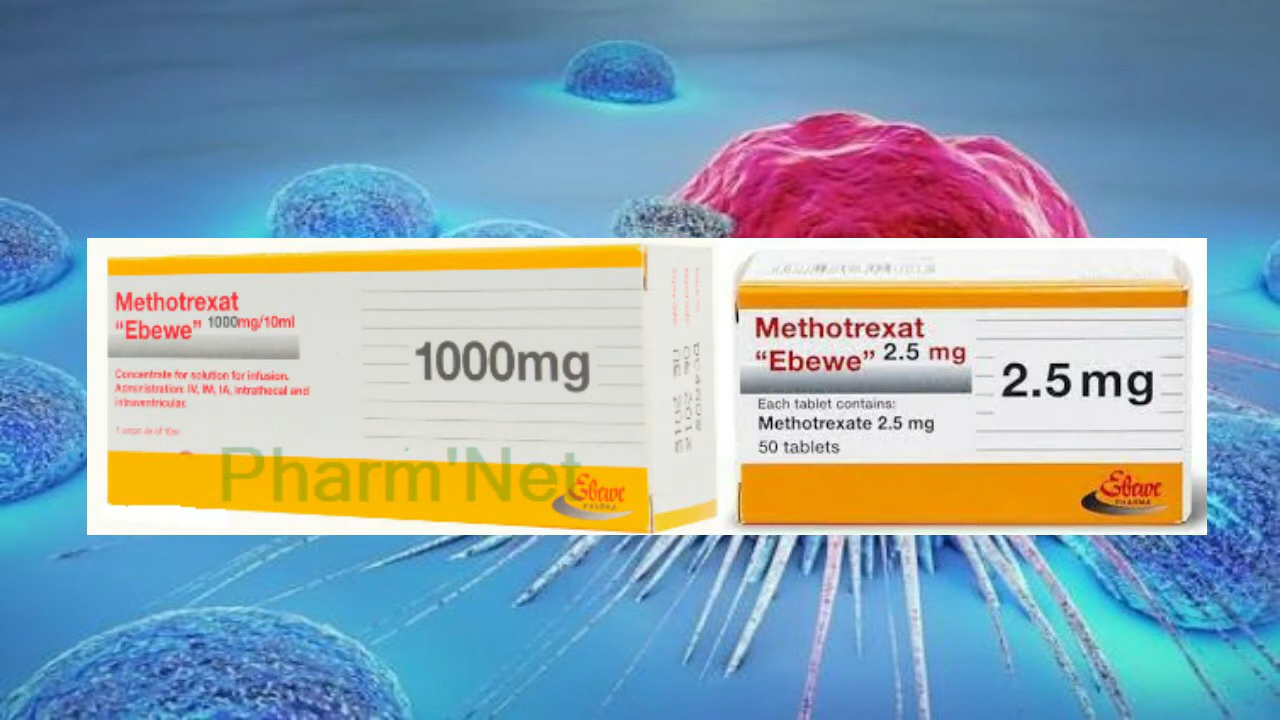 Methotrexat
“Ebewe” 1000mg/10ml
Concentrate for solution for infusion.
Administration: IV, IM, IA, intrathecal and
intraventricular.
1000mg
Pharm'Net
Ebewe
PHARMA
Methotrexat
“Ebewe” 2.5 mg
Each tablet contains:
Methotrexate 2.5 mg
50 tablets
2.5 mg
Ebewe
PHARMA